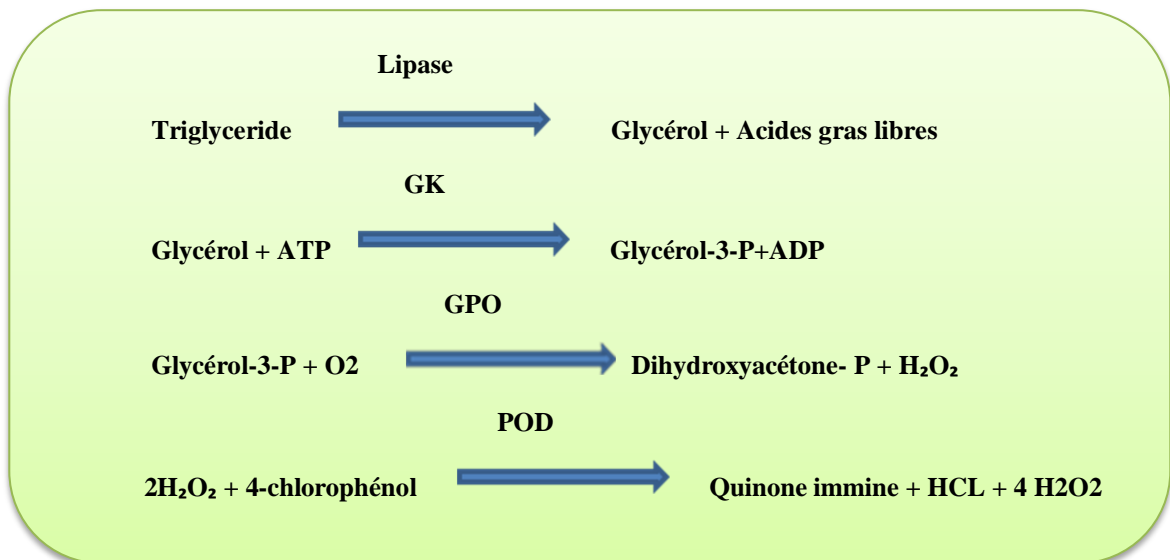 Lipase
Triglyceride Glycérol + Acides gras libres
GK
Glycérol + ATP Glycérol-3-P+ADP
GPO
Glycérol-3-P + O2 Dihydroxyacétone- P + H₂O₂
POD
2H₂O₂ + 4-chlorophénol Quinone immine + HCL + 4 H2O2